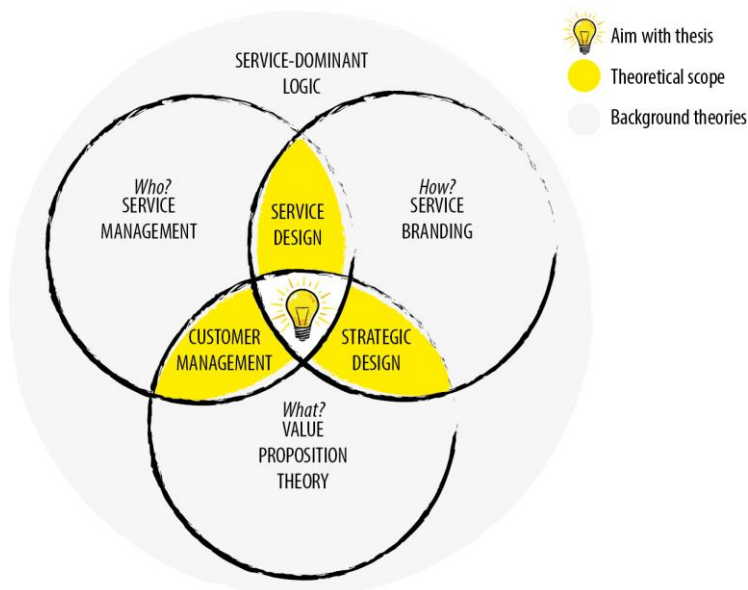 SERVICE-DOMINANT
LOGIC
Aim with thesis
Theoretical scope
Background theories
Who?
SERVICE
MANAGEMENT
SERVICE
DESIGN
How?
SERVICE
BRANDING
CUSTOMER
MANAGEMENT
STRATEGIC
DESIGN
What?
VALUE
PROPOSITION
THEORY